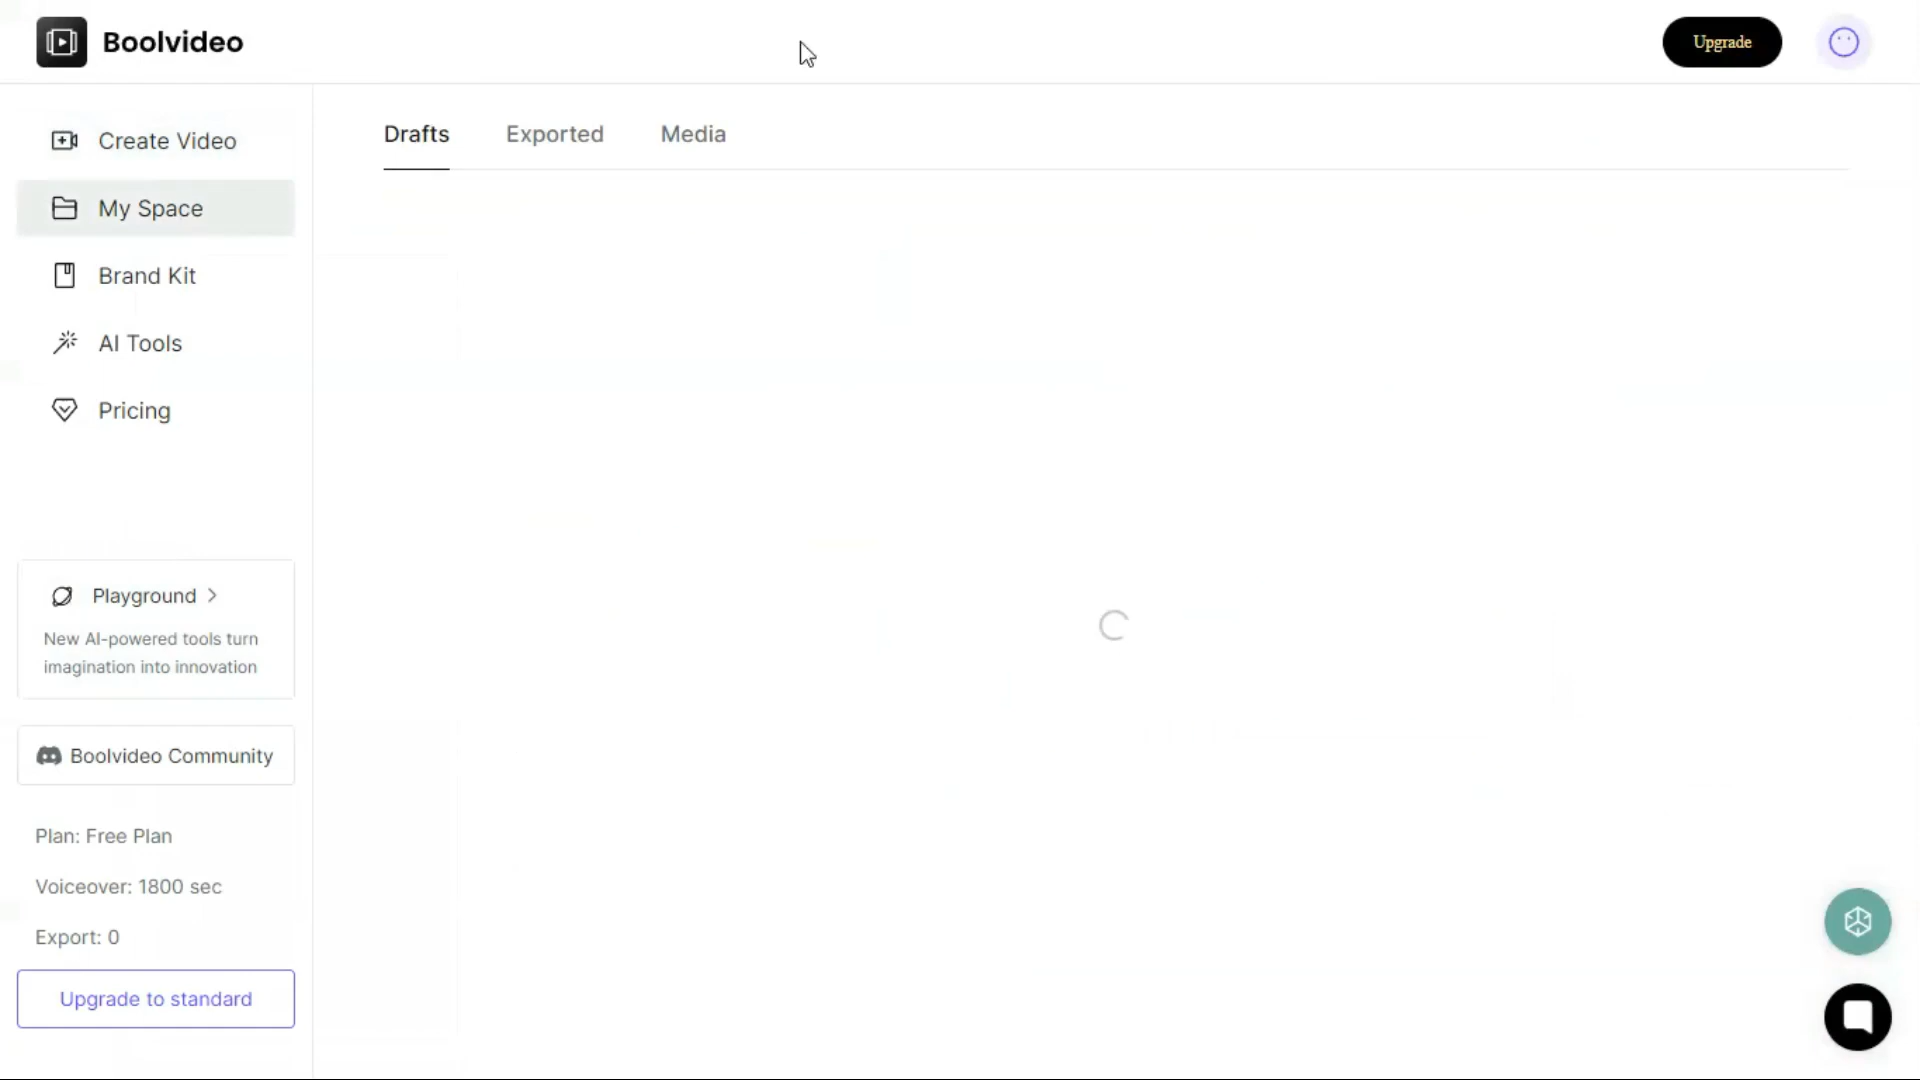 Boolvideo
Upgrade
Create Video
My Space
Brand Kit
AI Tools
Pricing
Drafts
Exported
Media
Playground
New AI-powered tools turn
imagination into innovation
Boolvideo Community
Plan: Free Plan
Voiceover: 1800 sec
Export: 0
Upgrade to standard